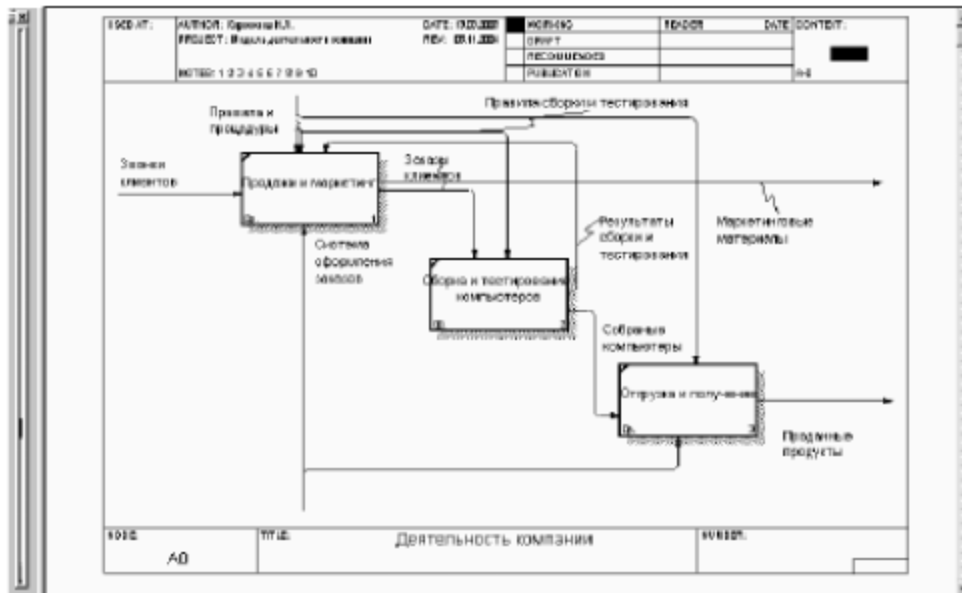 USED AT:
AUTHOR:
DATE:
WORKING
READER
DATE
CONTEXT:
PROJECT: Модель деятельности компании
REV:
DRAFT
RECOMMENDED
NOTES: 1 2 3 4 5 6 7 8 9 10
PUBLICATION
A-0
Правила сборки и тестирования
Правила и
процедуры
Звонки
клиентов
Заказы
клиентов
Продажи и маркетинг
Маркетинговые
материалы
Результаты
сборки и
тестирования
Система
оформления
заказов
Сборка и тестирование
компьютеров
Собранные
компьютеры
Отгрузка и получение
Проданные
продукты
NODE:
TITLE:
Деятельность компании
NUMBER:
A0